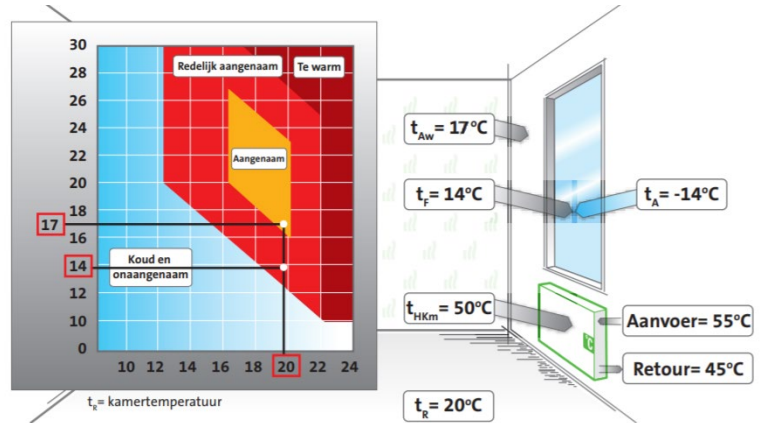 30
28
26
24
22
20
18
17
16
14
12
10
0
Redelijk aangenaam
Te warm
Aangenaam
Koud en
onaangenaam
10 12 14 16 18 20 22 24
tR= kamertemperatuur
tAw= 17°C
tF= 14°C
tA= -14°C
tHKm= 50°C
°C
Aanvoer= 55°C
Retour= 45°C
tR= 20°C